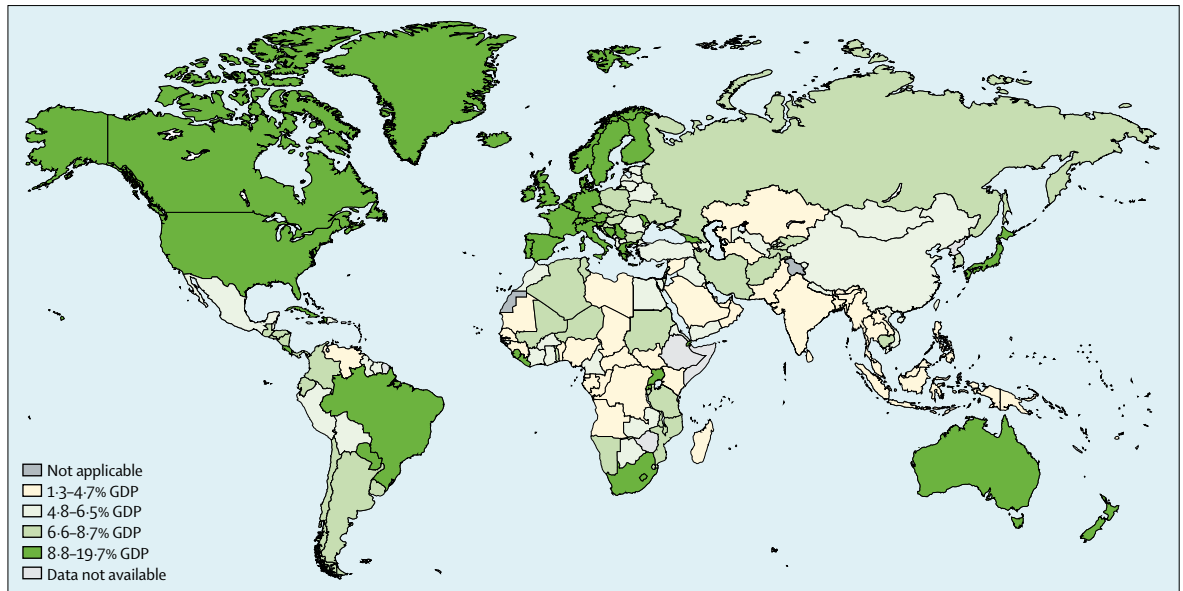 Not applicable
1·3–4·7% GDP
4·8–6·5% GDP
6·6–8·7% GDP
8·8–19·7% GDP
Data not available